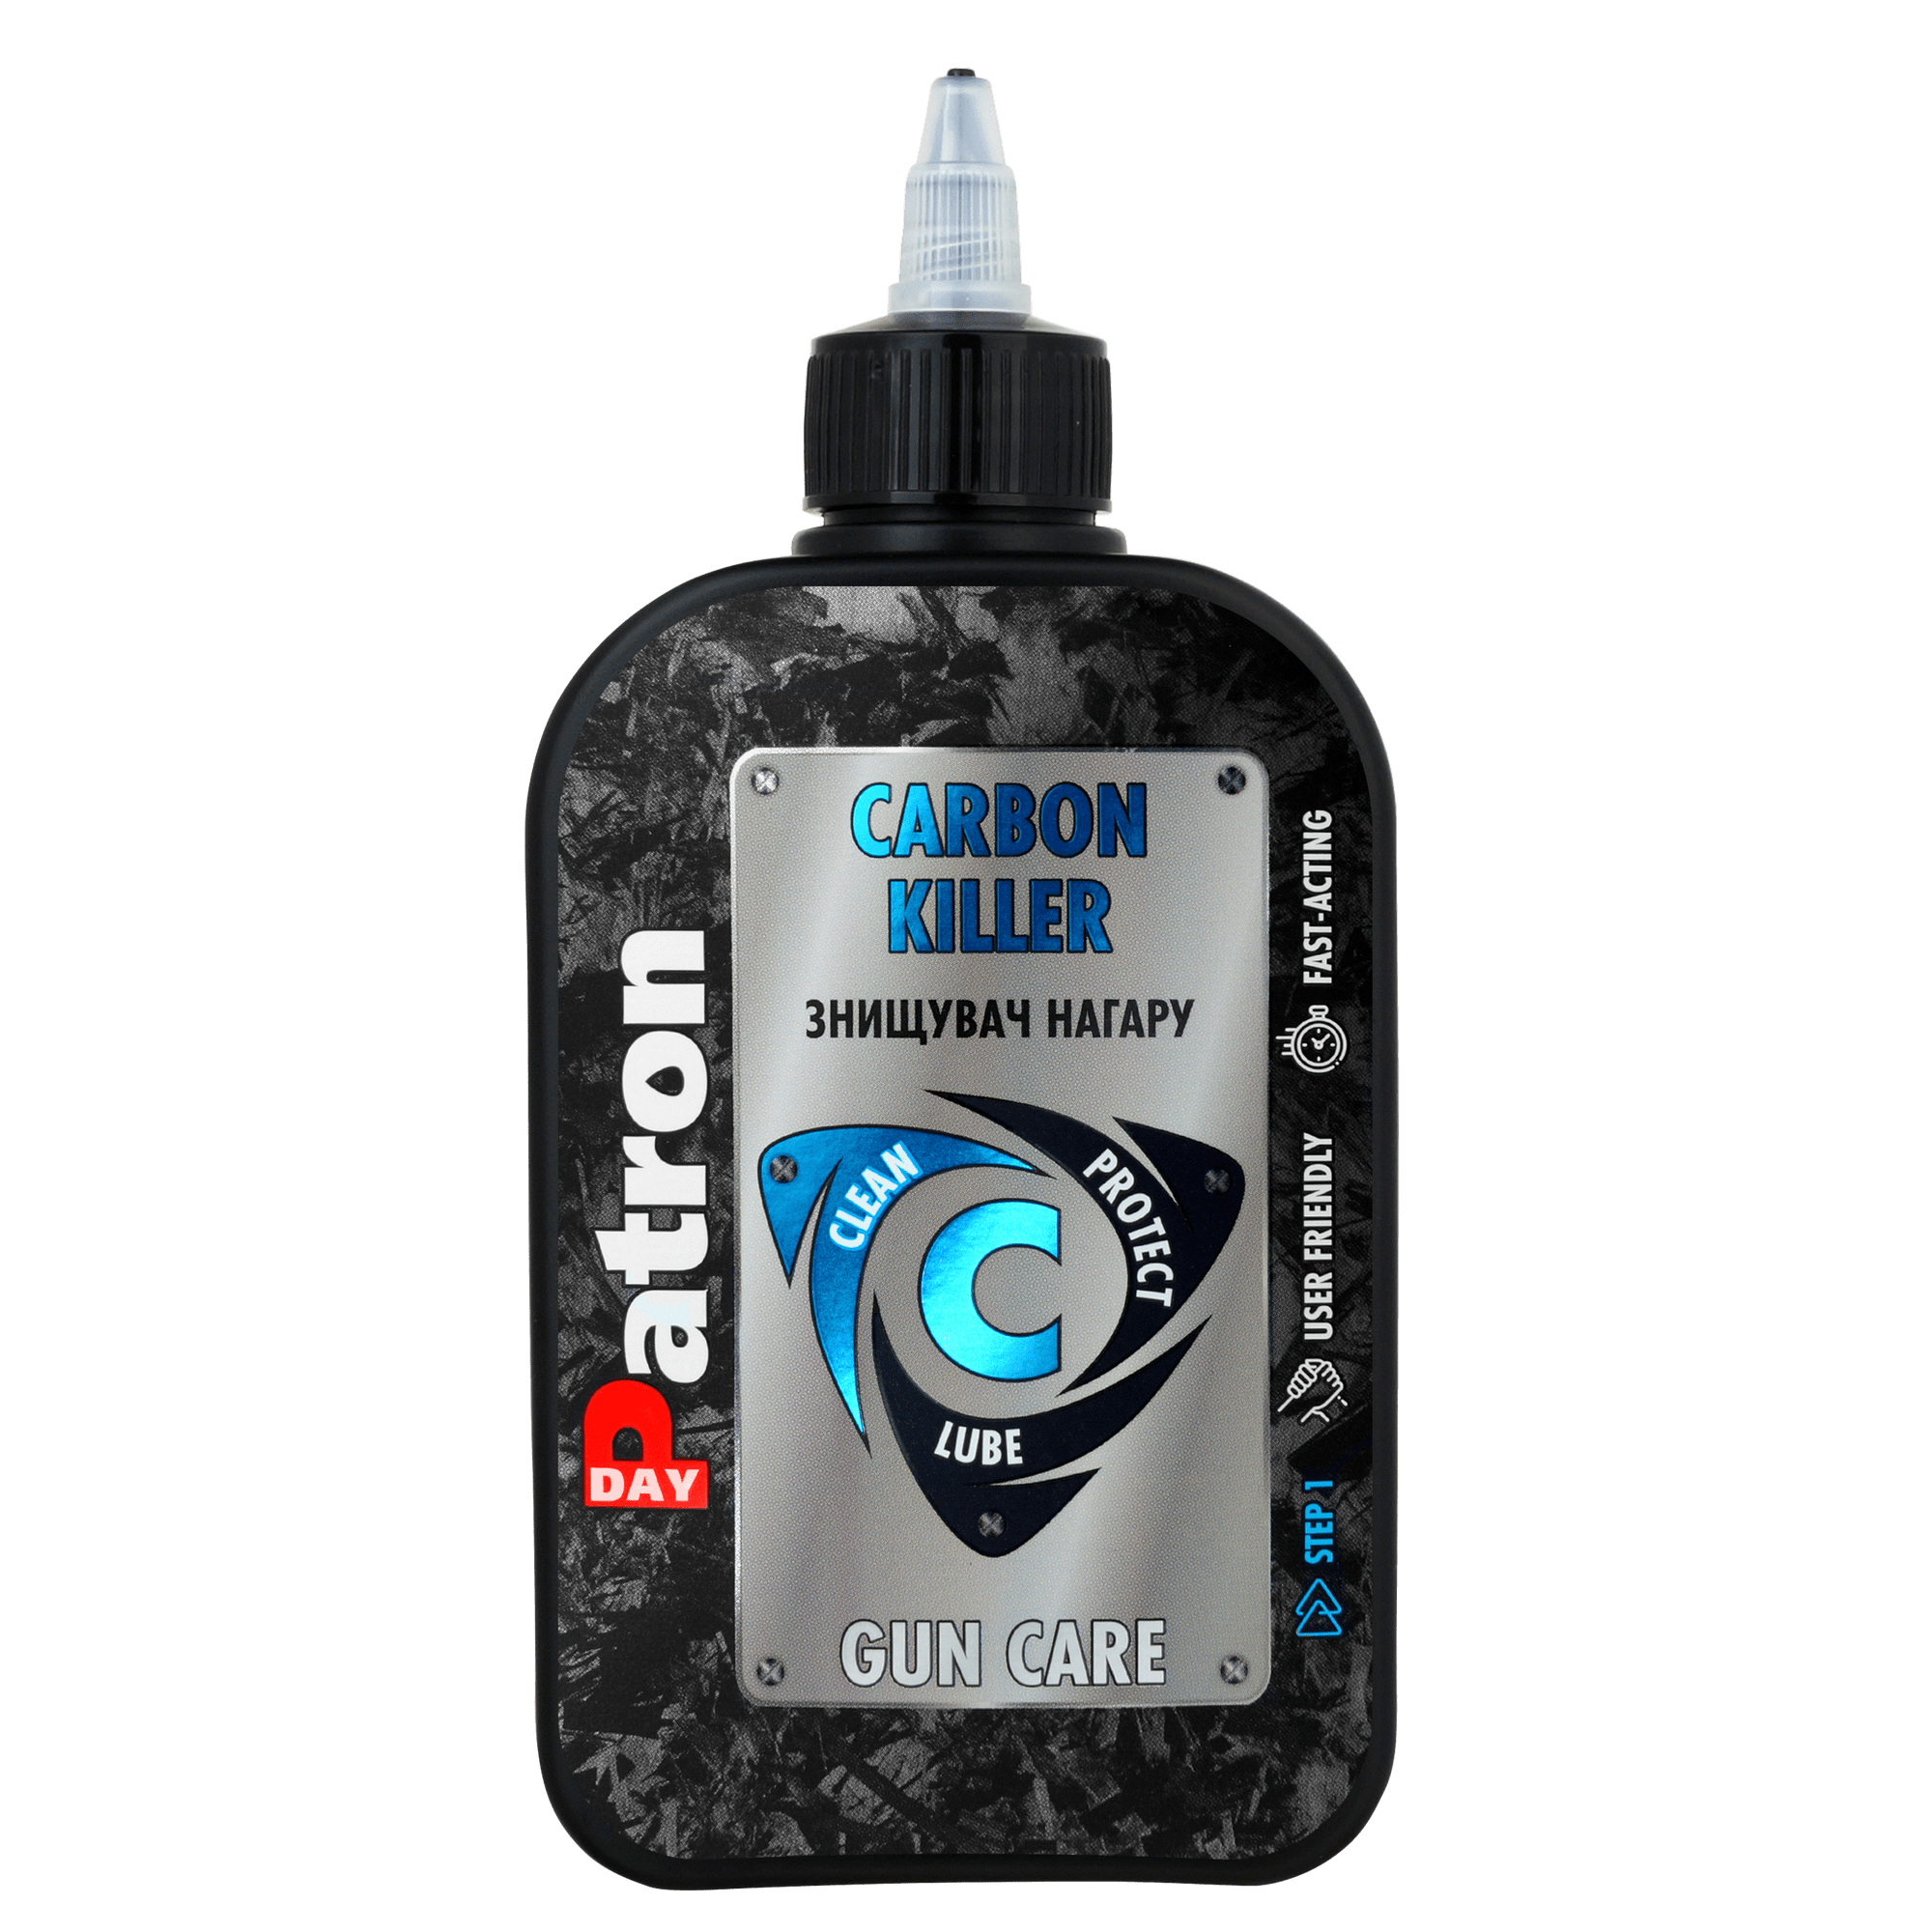 CARBON
KILLER
ЗНИЩУВАЧ НАГАРУ
CLEAN
PROTECT
C
LUBE
GUN CARE
Patron
DAY
STEP 1
USER FRIENDLY
FAST-ACTING